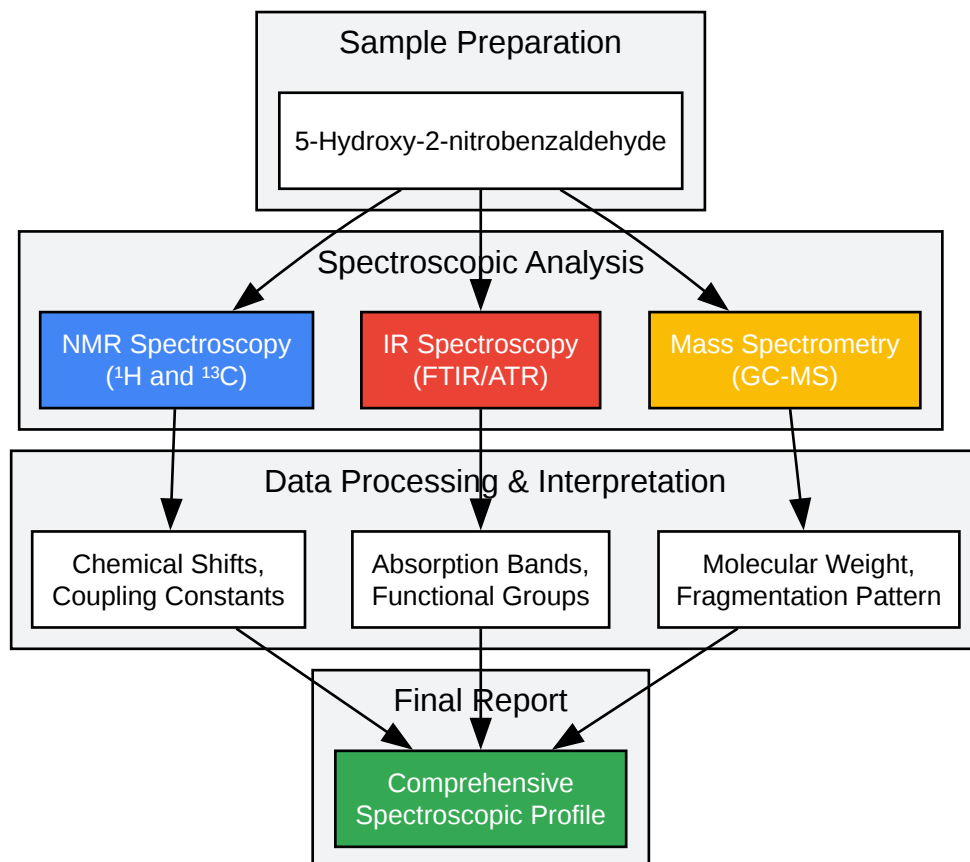 Sample Preparation
5-Hydroxy-2-nitrobenzaldehyde
Spectroscopic Analysis
NMR Spectroscopy
(¹H and ¹³C)
IR Spectroscopy
(FTIR/ATR)
Mass Spectrometry
(GC-MS)
Data Processing & Interpretation
Chemical Shifts,
Coupling Constants
Absorption Bands,
Functional Groups
Molecular Weight,
Fragmentation Pattern
Final Report
Comprehensive
Spectroscopic Profile